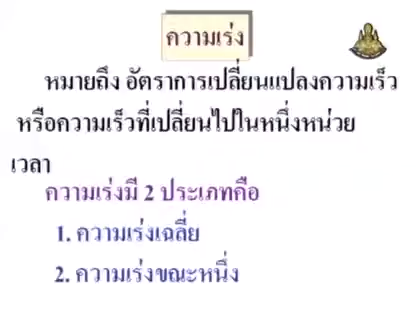 ความเร่ง
หมายถึง อัตราการเปลี่ยนแปลงความเร็ว
หรือความเร็วที่เปลี่ยนไปในหนึ่งหน่วย
เวลา
ความเร่งมี 2 ประเภทคือ
1. ความเร่งเฉลี่ย
2. ความเร่งขณะหนึ่ง